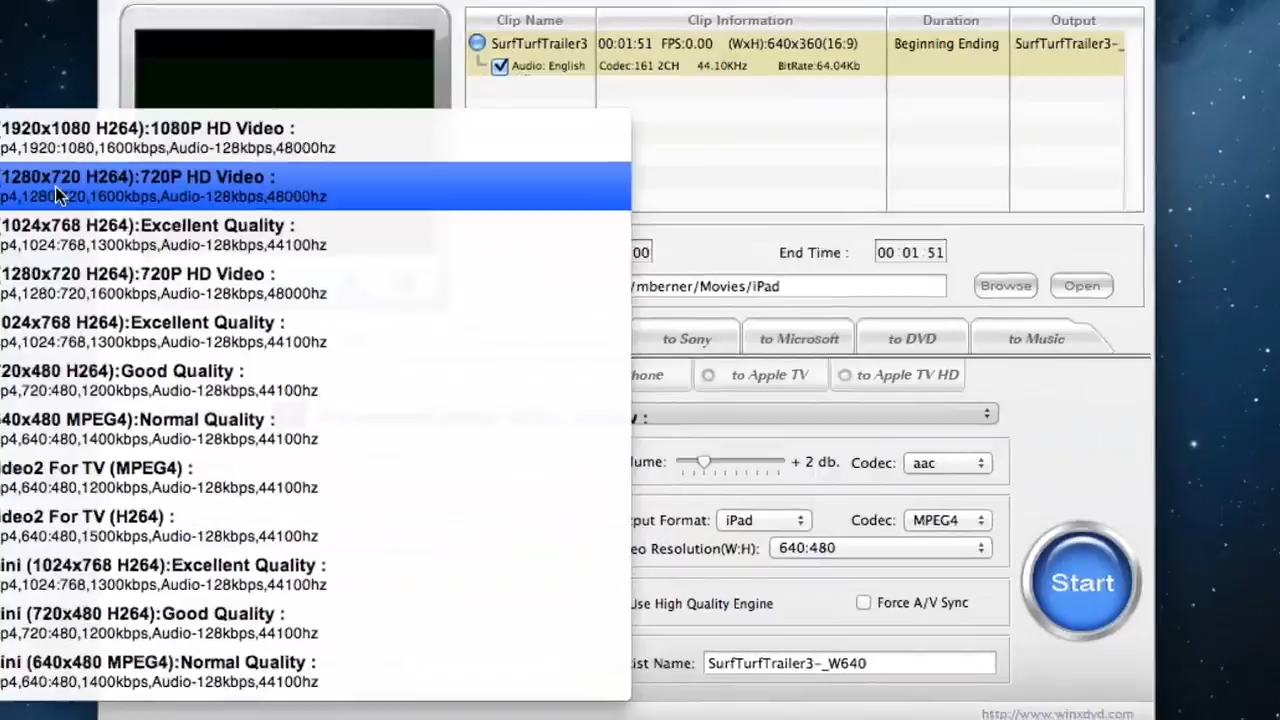 Clip Name Clip Information Duration Output
SurfTurfTrailer3 00:01:51 FPS:0.00 (WxH):640x360(16:9) Beginning Ending SurfTurfTrailer3-_
Audio: English Codec:161 2CH 44.10KHz BitRate:64.04Kb
(1920x1080 H264):1080P HD Video :
p4,1920:1080,1600kbps,Audio-128kbps,48000hz
(1280x720 H264):720P HD Video :
p4,1280:720,1600kbps,Audio-128kbps,48000hz
(1024x768 H264):Excellent Quality :
p4,1024:768,1300kbps,Audio-128kbps,44100hz
(1280x720 H264):720P HD Video :
p4,1280:720,1600kbps,Audio-128kbps,48000hz
024x768 H264):Excellent Quality :
p4,1024:768,1300kbps,Audio-128kbps,44100hz
20x480 H264):Good Quality :
p4,720:480,1200kbps,Audio-128kbps,44100hz
40x480 MPEG4):Normal Quality :
p4,640:480,1400kbps,Audio-128kbps,44100hz
ideo2 For TV (MPEG4) :
p4,640:480,1200kbps,Audio-128kbps,44100hz
ideo2 For TV (H264) :
p4,640:480,1500kbps,Audio-128kbps,44100hz
ini (1024x768 H264):Excellent Quality :
p4,1024:768,1300kbps,Audio-128kbps,44100hz
ini (720x480 H264):Good Quality :
p4,720:480,1200kbps,Audio-128kbps,44100hz
ini (640x480 MPEG4):Normal Quality :
p4,640:480,1400kbps,Audio-128kbps,44100hz
00 End Time : 00:01:51
/mberner/Movies/iPad Browse Open
to Sony to Microsoft to DVD to Music
hone to Apple TV to Apple TV HD
v :
lume: + 2 db. Codec: aac
put Format: iPad Codec: MPEG4
eo Resolution(W:H): 640:480
Use High Quality Engine Force A/V Sync
Start
ist Name: SurfTurfTrailer3-_W640
http://www.winxdvd.com